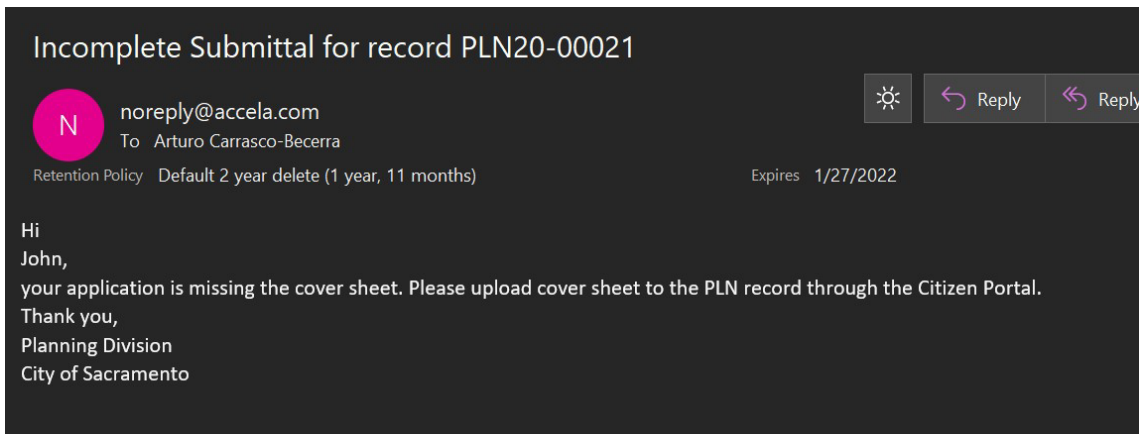 Incomplete Submittal for record PLN20-00021
N
noreply@accela.com
To Arturo Carrasco-Becerra
Reply
Reply
Retention Policy Default 2 year delete (1 year, 11 months)
Expires 1/27/2022
Hi
John,
your application is missing the cover sheet. Please upload cover sheet to the PLN record through the Citizen Portal.
Thank you,
Planning Division
City of Sacramento